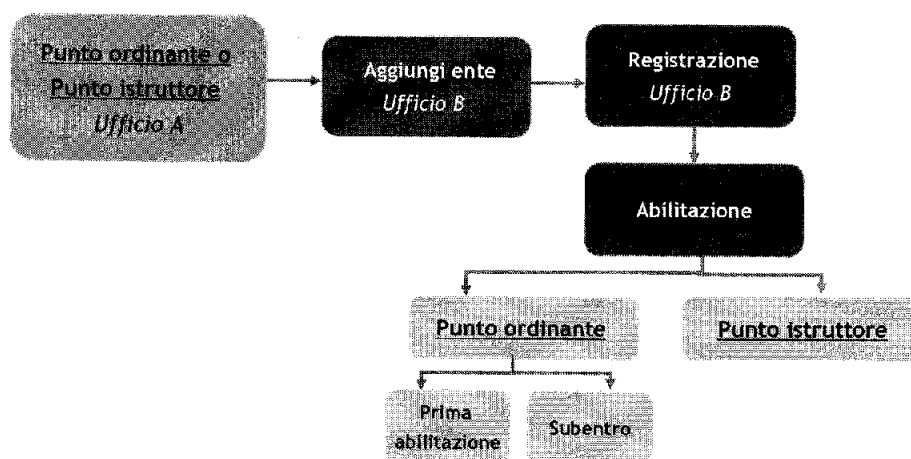 Punto ordinante o
Punto istruttore
Ufficio A
Aggiungi ente
Ufficio B
Registrazione
Ufficio B
Abilitazione
Punto ordinante
Punto istruttore
Prima
abilitazione
Subentro